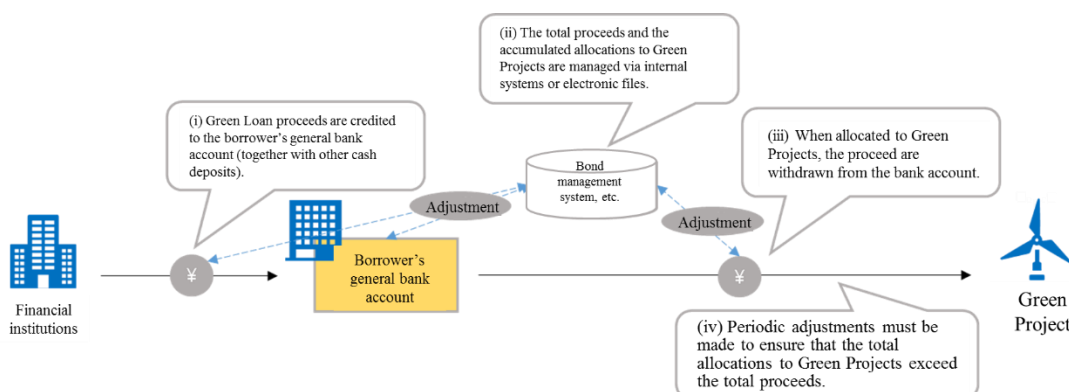 (ii) The total proceeds and the
accumulated allocations to Green
Projects are managed via internal
systems or electronic files.
(i) Green Loan proceeds are credited
to the borrower's general bank
account (together with other cash
deposits).
(iii) When allocated to Green
Projects, the proceed are
withdrawn from the bank account.
Bond
management
system, etc.
Adjustment
Adjustment
¥
Borrower's
general bank
account
¥
Financial
institutions
Green
Project
(iv) Periodic adjustments must be
made to ensure that the total
allocations to Green Projects exceed
the total proceeds.